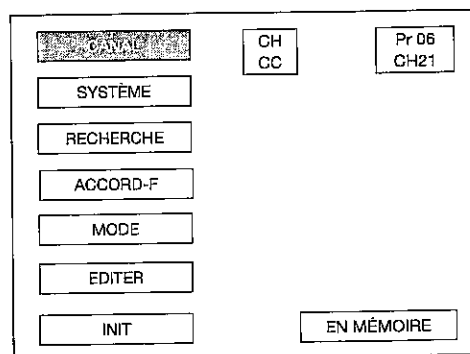 CANAL
CH
CC
Pr 06
CH21
SYSTÈME
RECHERCHE
ACCORD-F
MODE
EDITER
INIT
EN MÉMOIRE